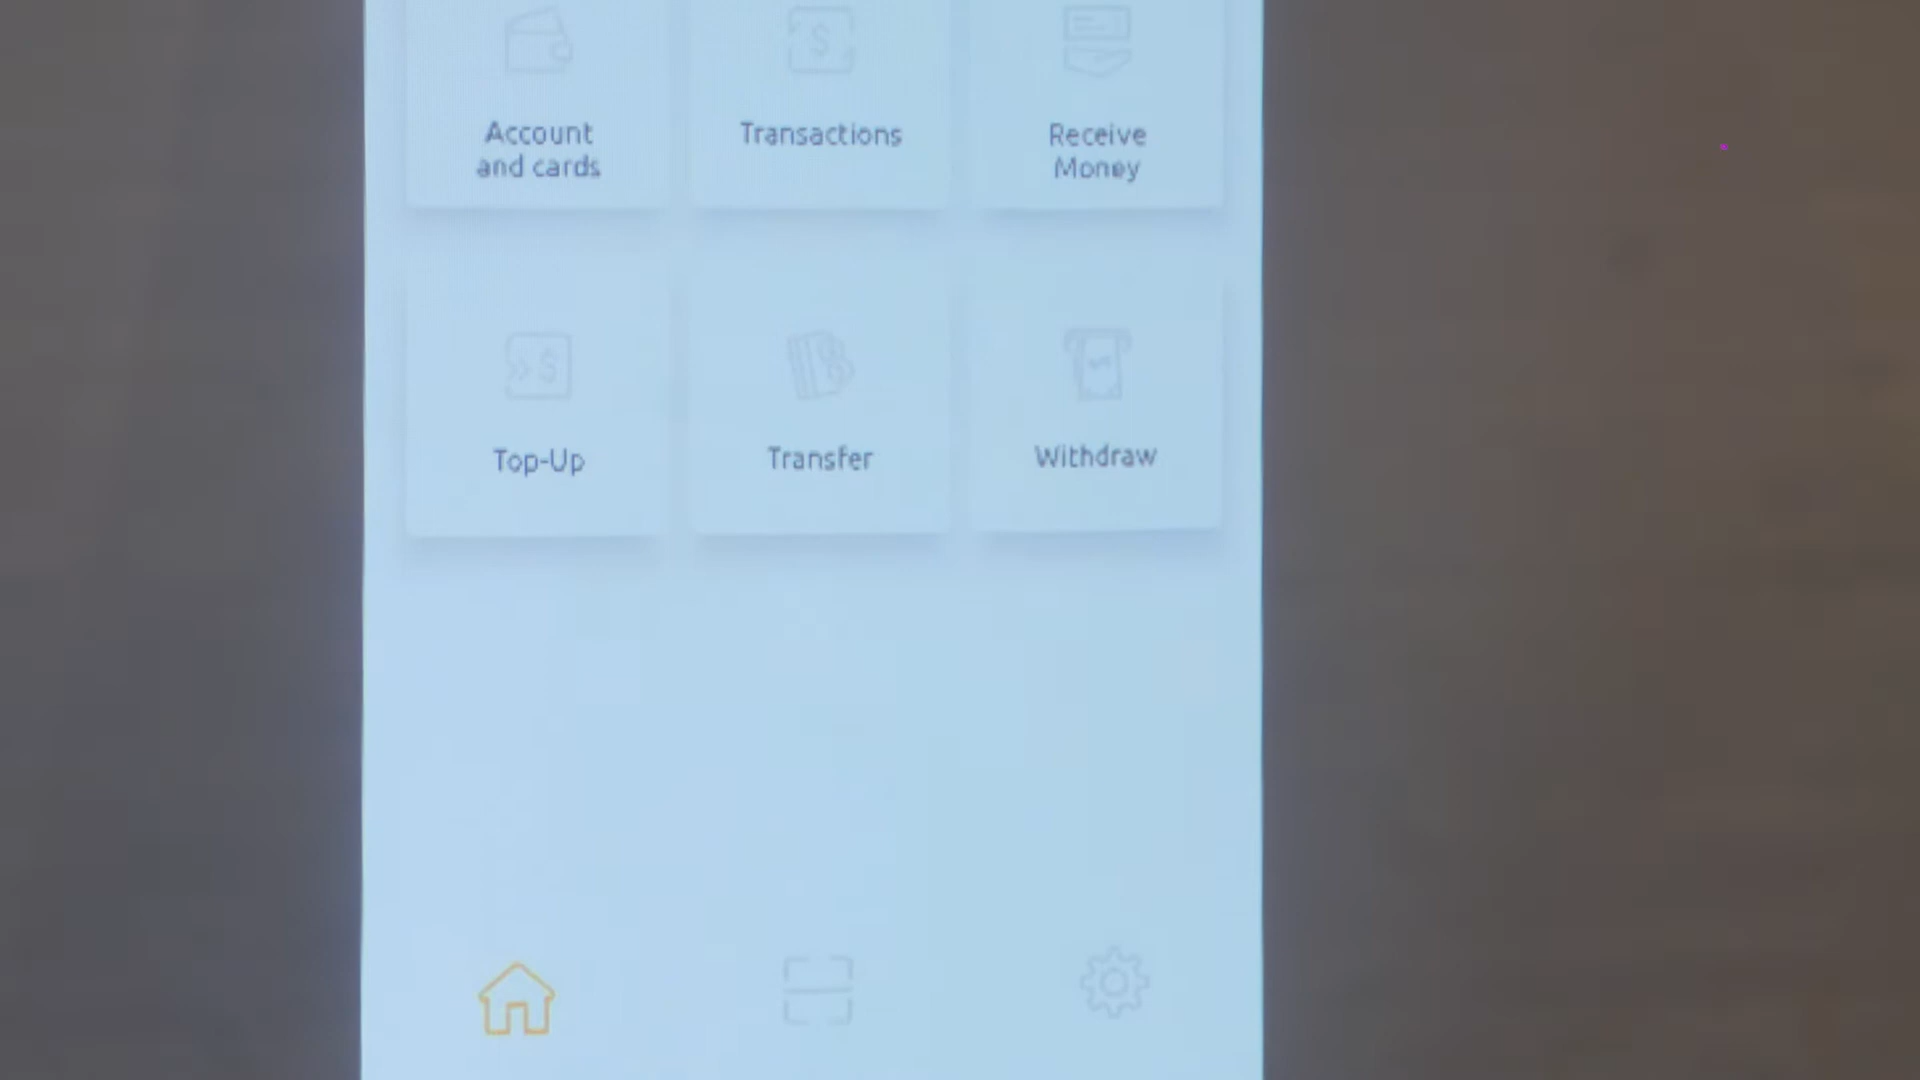 Account
and cards
Transactions
Receive
Money
Top-Up
Transfer
Withdraw